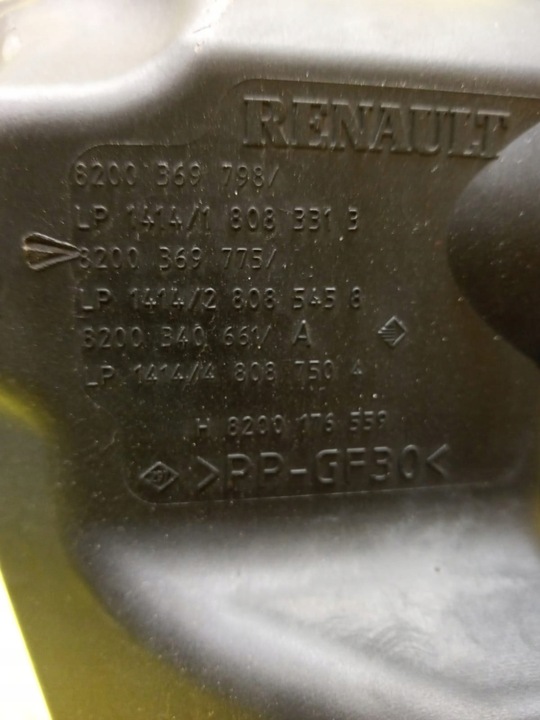 RENAULT
8200 369 798/
LP 1414/1 808 331 3
8200 369 775/
LP 1414/2 808 545 8
8200 340 661/ A
LP 1414/4 808 750 4
H 8200 176 559
>PP-GF30<